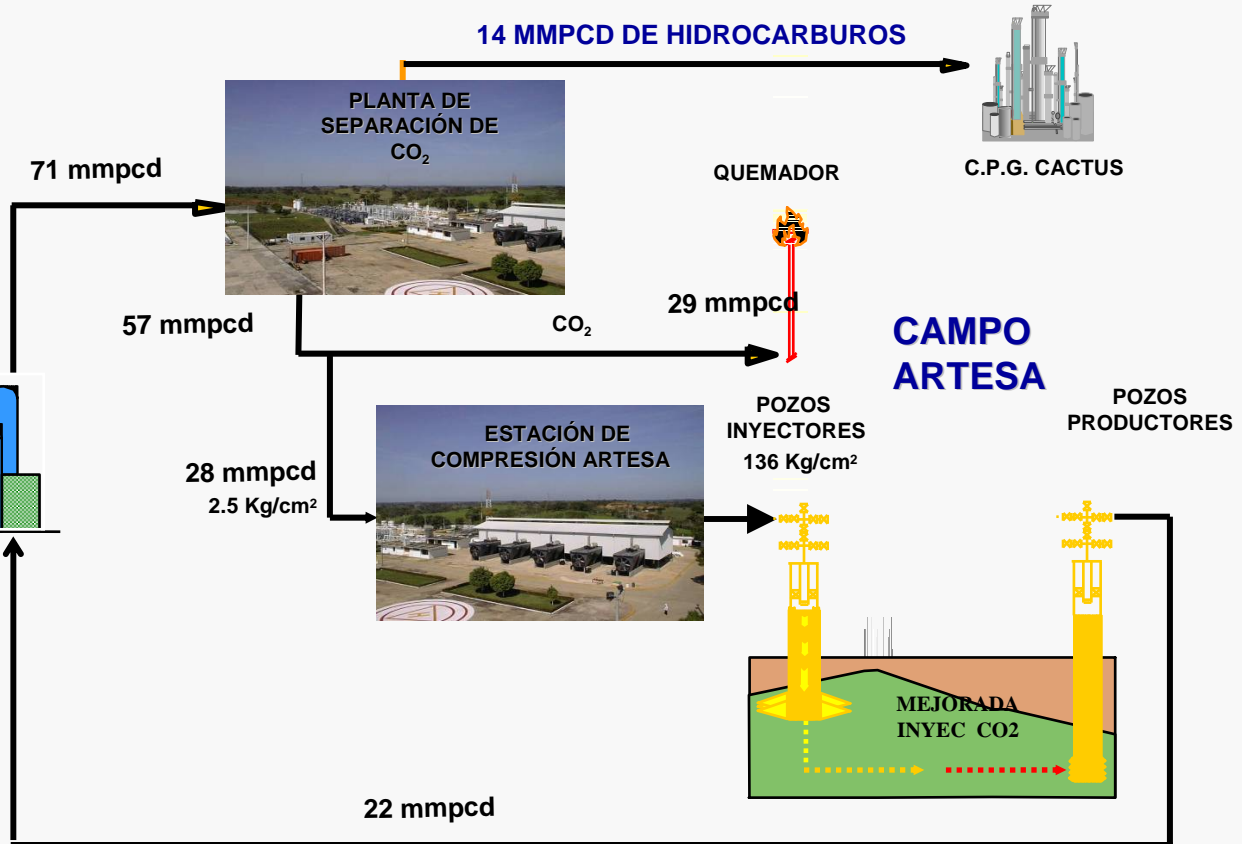 14 MMPCD DE HIDROCARBUROS
PLANTA DE
SEPARACIÓN DE
CO₂
71 mmpcd
QUEMADOR
C.P.G. CACTUS
57 mmpcd
CO₂
29 mmpcd
CAMPO
ARTESA
POZOS
INYECTORES
136 Kg/cm²
POZOS
PRODUCTORES
ESTACIÓN DE
COMPRESIÓN ARTESA
28 mmpcd
2.5 Kg/cm²
MEJORADA
INYEC CO2
22 mmpcd